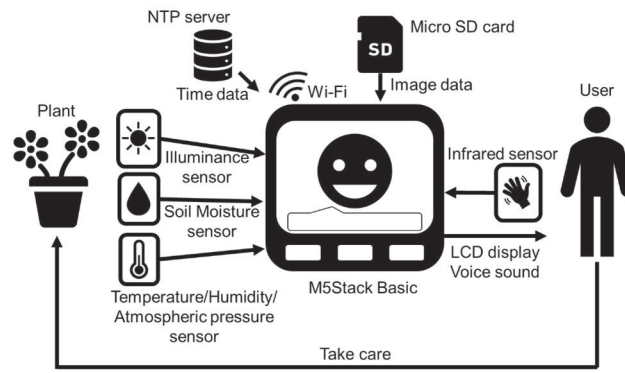 NTP server
Micro SD card
SD
Time data
Wi-Fi
Image data
Plant
User
Illuminance
sensor
Infrared sensor
Soil Moisture
sensor
LCD display
Voice sound
M5Stack Basic
Temperature/Humidity/
Atmospheric pressure
sensor
Take care